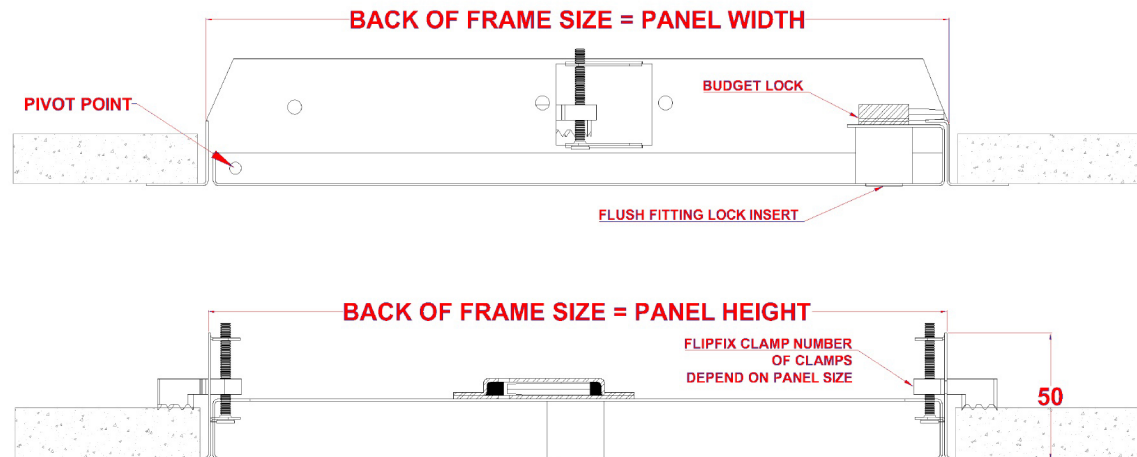 BACK OF FRAME SIZE = PANEL WIDTH
PIVOT POINT
BUDGET LOCK
FLUSH FITTING LOCK INSERT
BACK OF FRAME SIZE = PANEL HEIGHT
FLIPFIX CLAMP NUMBER
OF CLAMPS
DEPEND ON PANEL SIZE
50